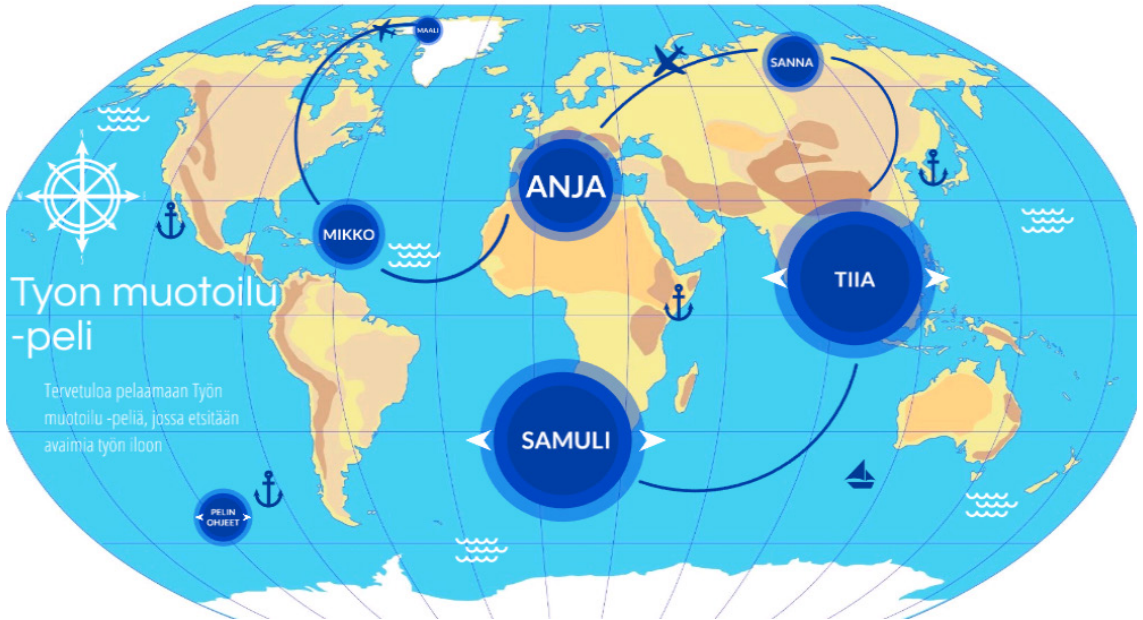 MAALI
SANNA
ANJA
MIKKO
TIIA
Tyon muotoilu
-peli
Tervetuloa pelaamaan Työn
muotoilu -peliä, jossa etsitään
avaimia työn iloon
SAMULI
PELIN
OHJEET